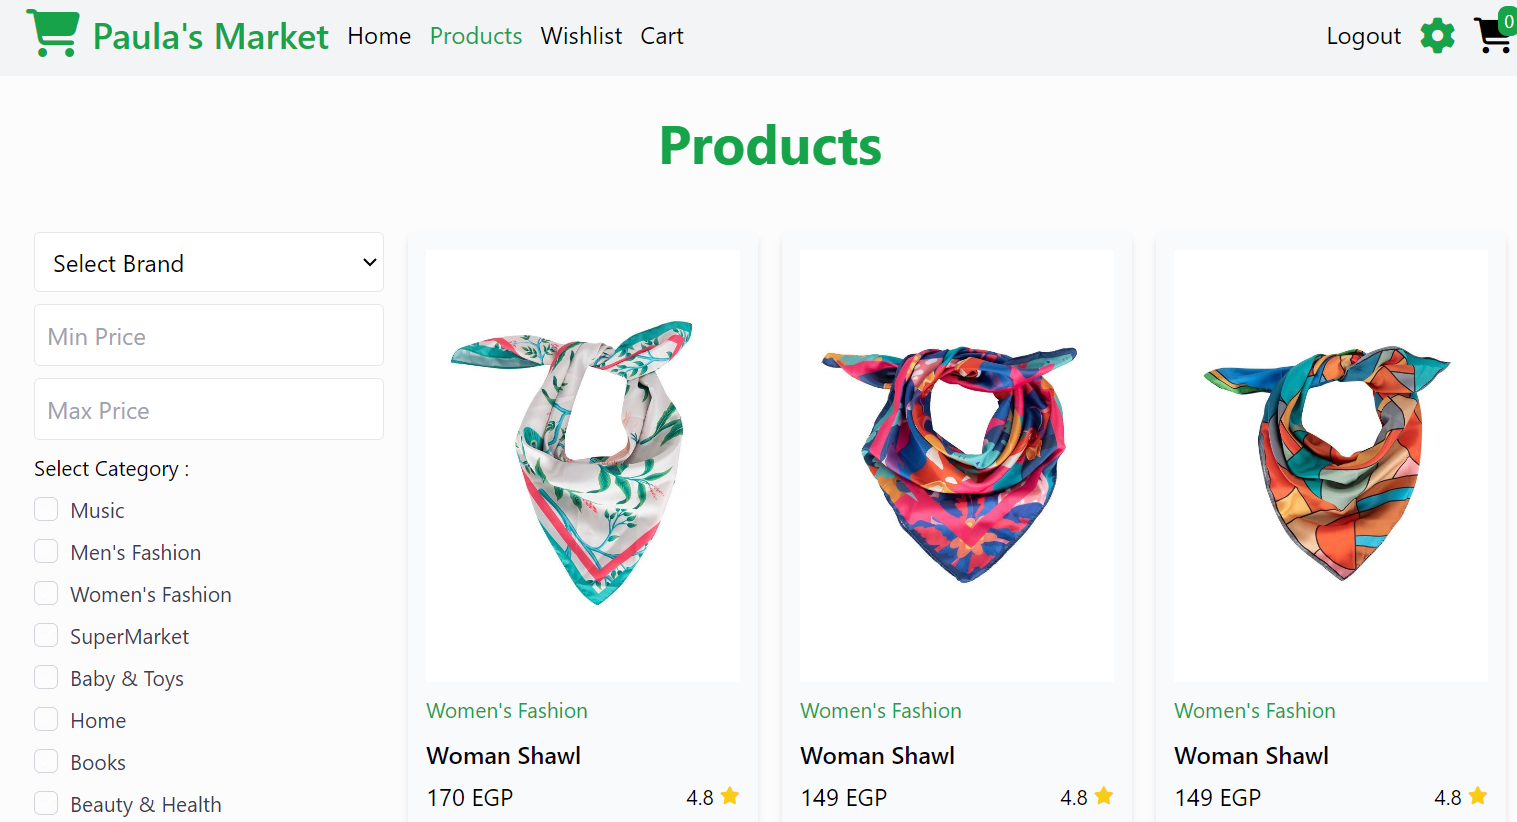 Paula's Market Home Products Wishlist Cart Logout 0
Products
Select Brand
Min Price
Max Price
Select Category :
Music
Men's Fashion
Women's Fashion
SuperMarket
Baby & Toys
Home
Books
Beauty & Health
Women's Fashion
Woman Shawl
170 EGP 4.8
Women's Fashion
Woman Shawl
149 EGP 4.8
Women's Fashion
Woman Shawl
149 EGP 4.8